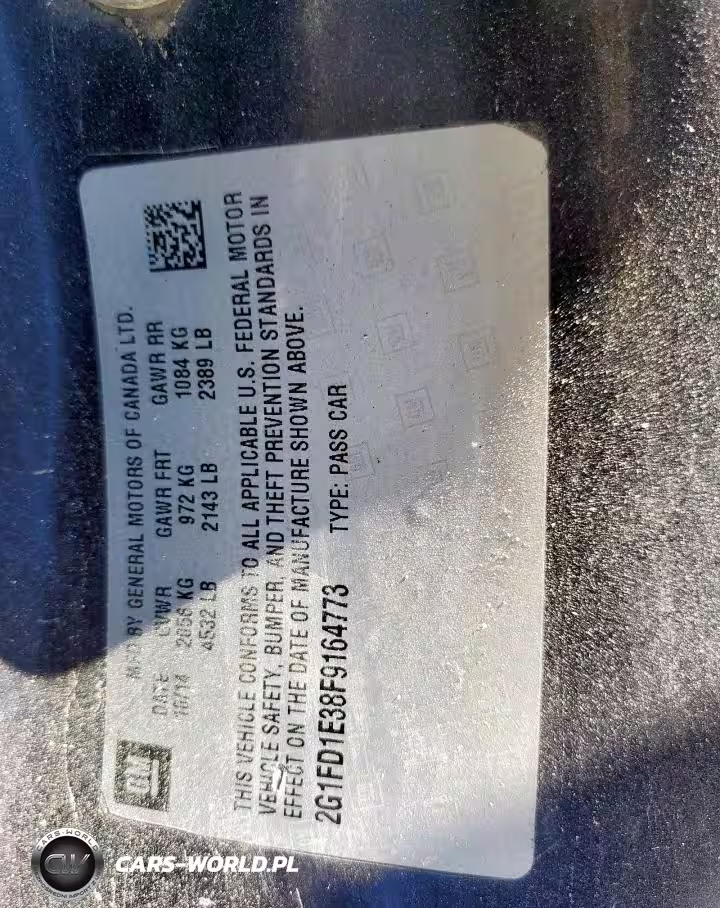 GM
BY GENERAL MOTORS OF CANADA LTD.
DATE GVWR GAWR FRT GAWR RR
10/14 2056 KG 972 KG 1084 KG
4532 LB 2143 LB 2389 LB
THIS VEHICLE CONFORMS TO ALL APPLICABLE U.S. FEDERAL MOTOR
VEHICLE SAFETY, BUMPER, AND THEFT PREVENTION STANDARDS IN
EFFECT ON THE DATE OF MANUFACTURE SHOWN ABOVE.
2G1FD1E38F9164773 TYPE: PASS CAR
CARS-WORLD
CW
CARS-WORLD.PL